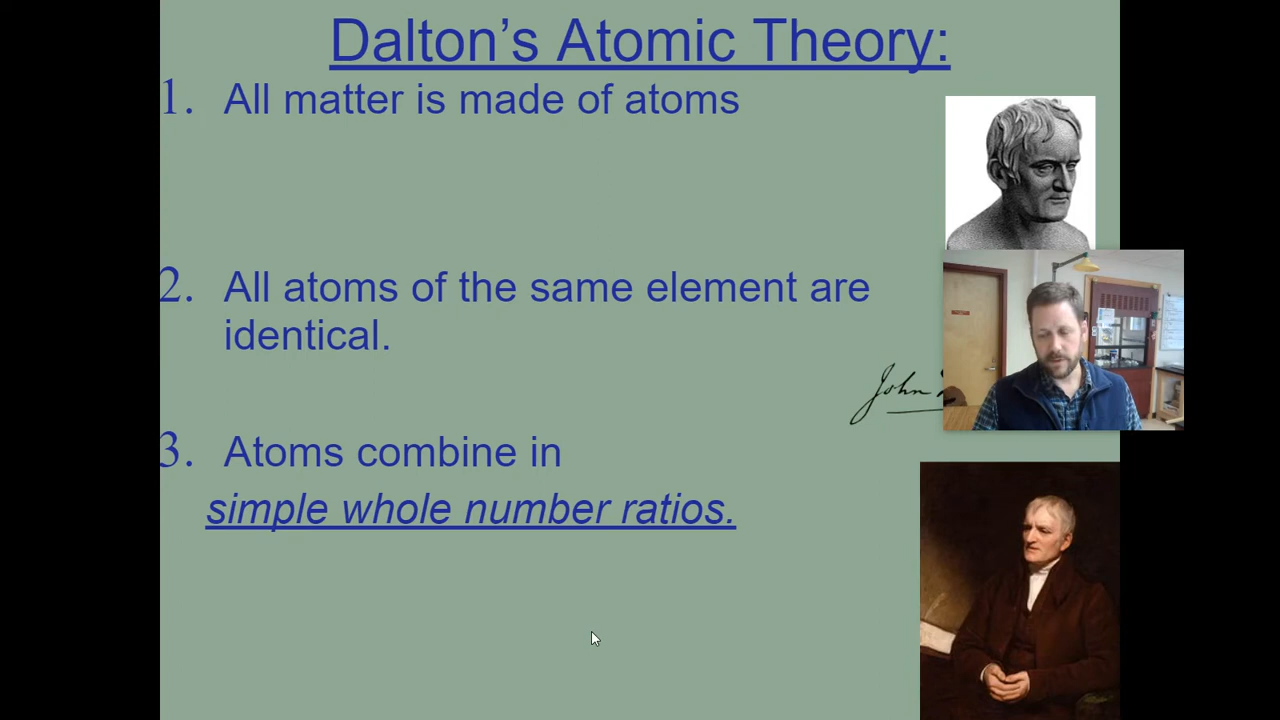 Dalton’s Atomic Theory:
1. All matter is made of atoms
2. All atoms of the same element are
identical.
John
3. Atoms combine in
simple whole number ratios.